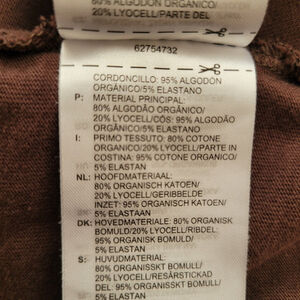 80% ALGODÓN ORGÁNICO/
20% LYOCELL/PARTE DEL
62754732
CORDONCILLO: 95% ALGODÓN
ORGÁNICO/5% ELASTANO
P: MATERIAL PRINCIPAL:
80% ALGODÃO ORGÂNICO/
20% LYOCELL/CÓS: 95% ALGODÃO
ORGÂNICO/5% ELASTANO
I: PRIMO TESSUTO: 80% COTONE
ORGANICO/20% LYOCELL/PARTE IN
COSTINA: 95% COTONE ORGANICO/
5% ELASTAN
NL: HOOFDMATERIAAL:
80% ORGANISCH KATOEN/
20% LYOCELL/GERIBBELDE
INZET: 95% ORGANISCH KATOEN/
5% ELASTAAN
DK: HOVEDMATERIALE: 80% ORGANISK
BOMULD/20% LYOCELL/RIBDEL:
95% ORGANISK BOMULD/
5% ELASTAN
S: HUVUDMATERIAL:
80% ORGANISSKT BOMULL/
20% LYOCELL/RESÅRSTICKAD
DEL: 95% ORGANISSKT BOMULL/
5% ELASTAN